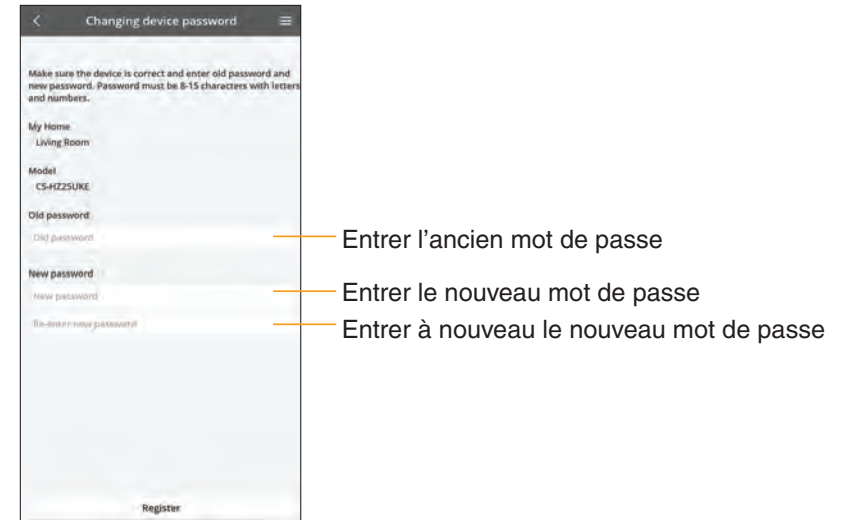 Changing device password
Make sure the device is correct and enter old password and
new password. Password must be 8-15 characters with letters
and numbers.
My Home
Living Room
Model
CS-HZ25UKE
Old password
Old password
Entrer l’ancien mot de passe
New password
New password
Entrer le nouveau mot de passe
Re-enter new password
Entrer à nouveau le nouveau mot de passe
Register